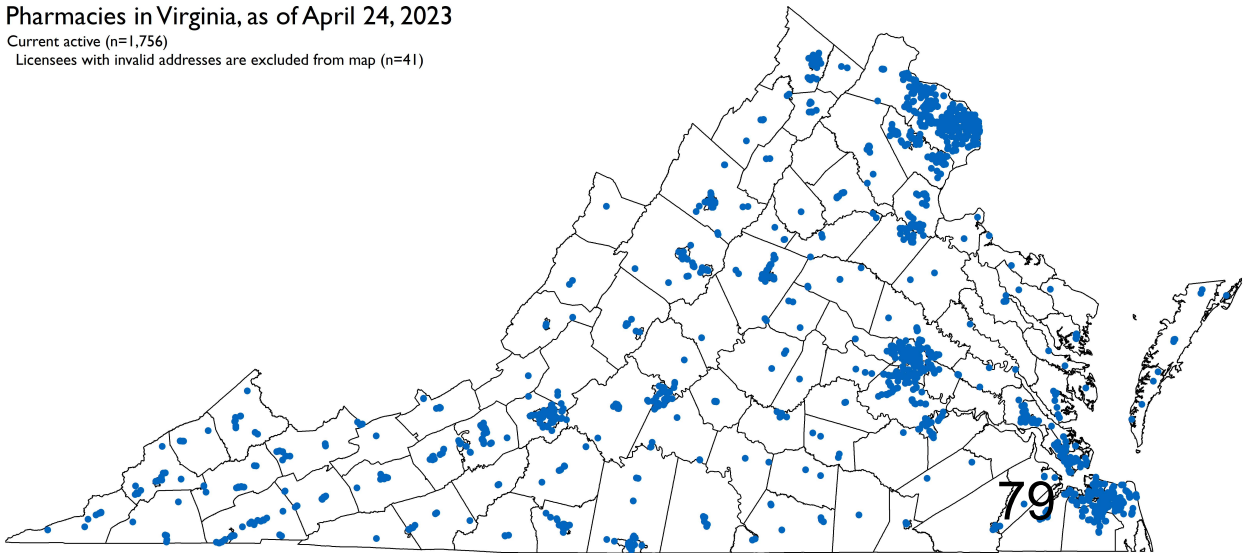 Pharmacies in Virginia, as of April 24, 2023
Current active (n=1,756)
Licensees with invalid addresses are excluded from map (n=41)
79